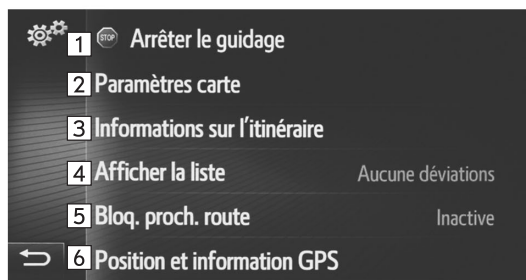 1 STOP Arrêter le guidage
2 Paramètres carte
3 Informations sur l'itinéraire
4 Afficher la liste Aucune déviations
5 Bloq. proch. route Inactive
6 Position et information GPS